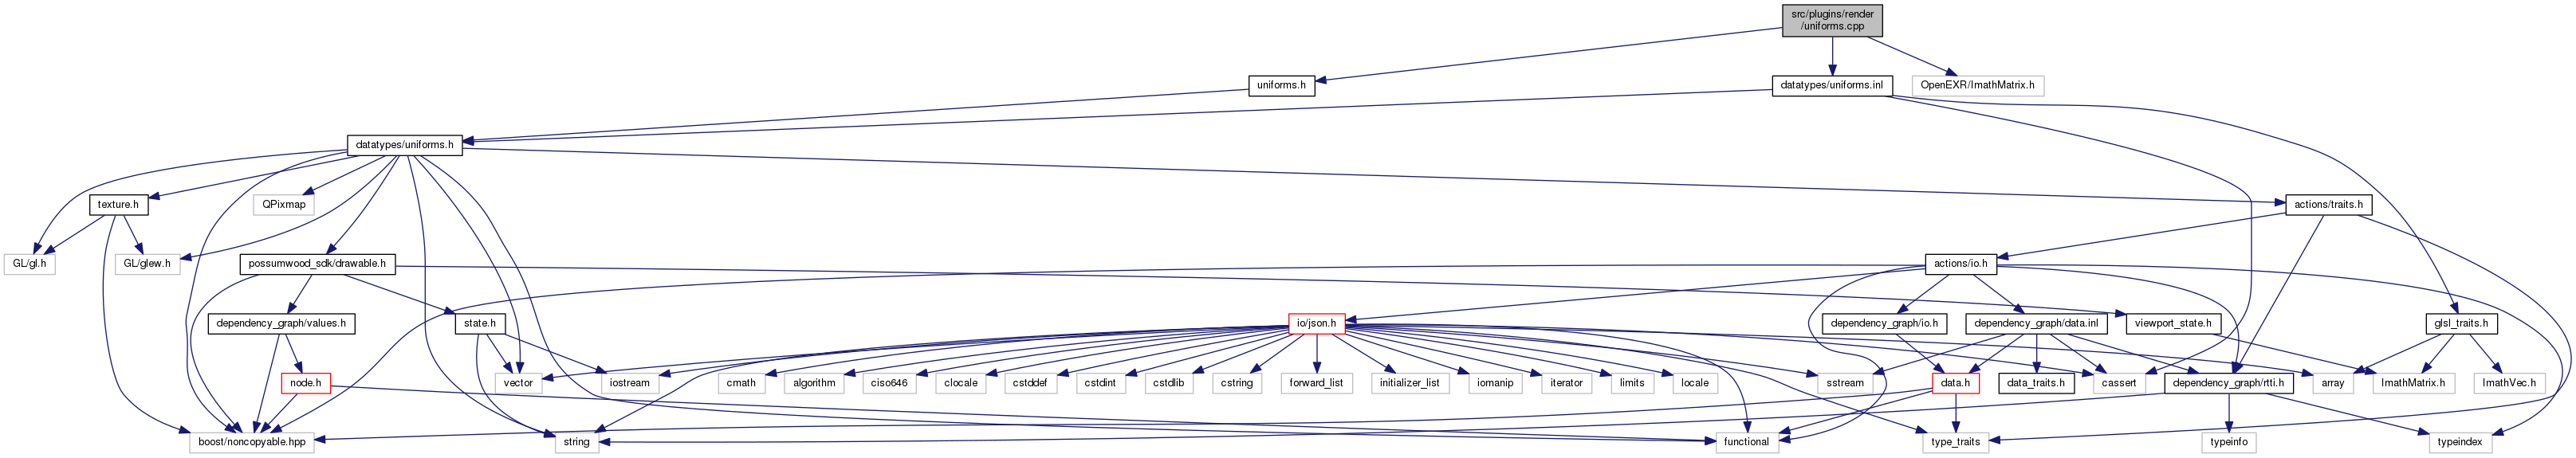 src/plugins/render
/uniforms.cpp
uniforms.h
datatypes/uniforms.inl
OpenEXR/ImathMatrix.h
datatypes/uniforms.h
texture.h
QPixmap
actions/traits.h
GL/gl.h
GL/glew.h
possumwood_sdk/drawable.h
actions/io.h
dependency_graph/values.h
state.h
io/json.h
dependency_graph/io.h
dependency_graph/data.inl
viewport_state.h
glsl_traits.h
node.h
vector
iostream
cmath
algorithm
ciso646
clocale
cstddef
cstdint
cstdlib
cstring
forward_list
initializer_list
iomanip
iterator
limits
locale
sstream
data.h
data_traits.h
cassert
dependency_graph/rtti.h
array
ImathMatrix.h
ImathVec.h
boost/noncopyable.hpp
string
functional
type_traits
typeinfo
typeindex